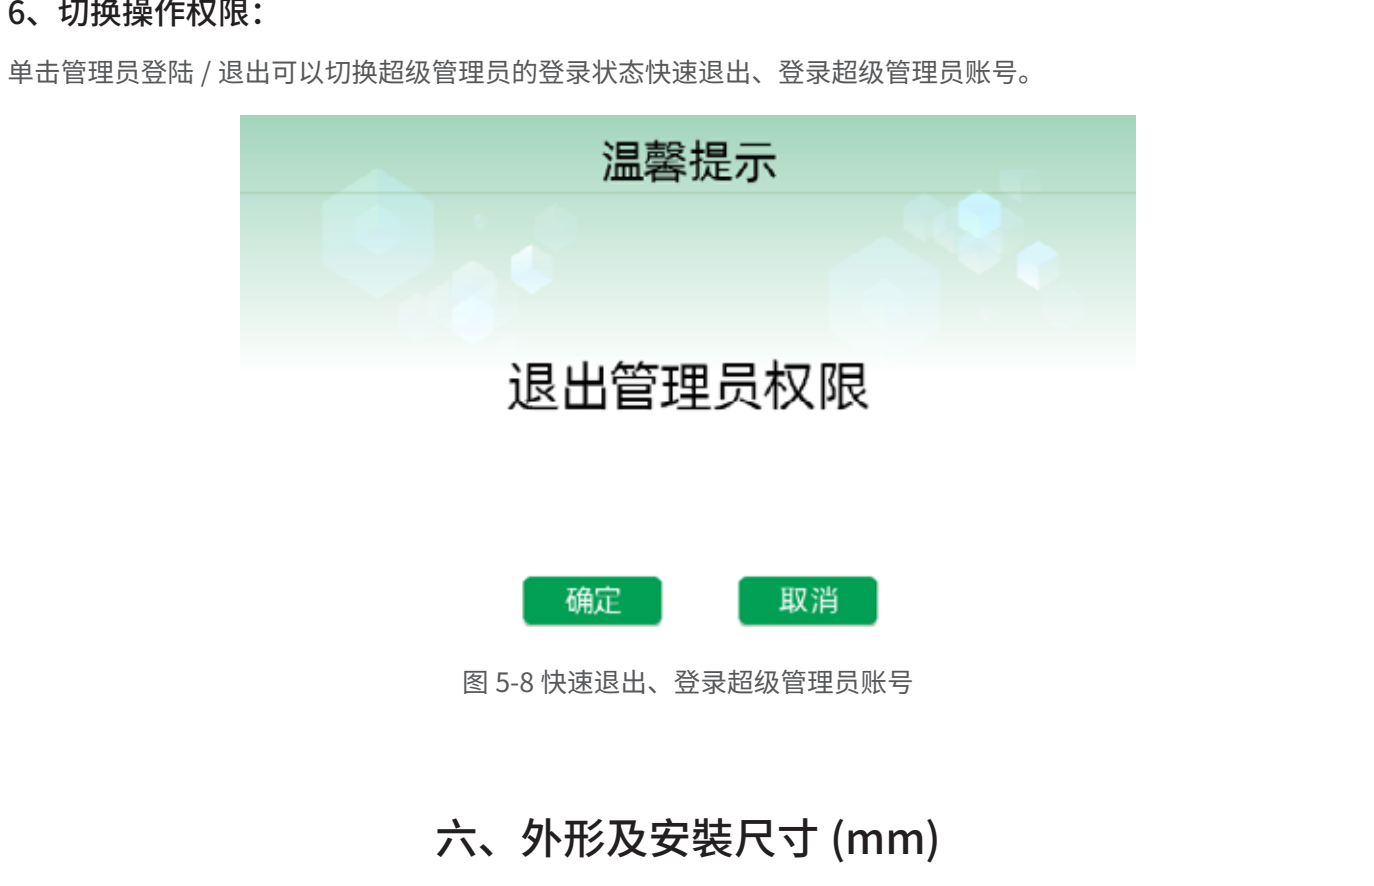 6、切换操作权限：
单击管理员登陆 / 退出可以切换超级管理员的登录状态快速退出、登录超级管理员账号。
温馨提示
退出管理员权限
确定 取消
图 5-8 快速退出、登录超级管理员账号
六、外形及安裝尺寸 (mm)